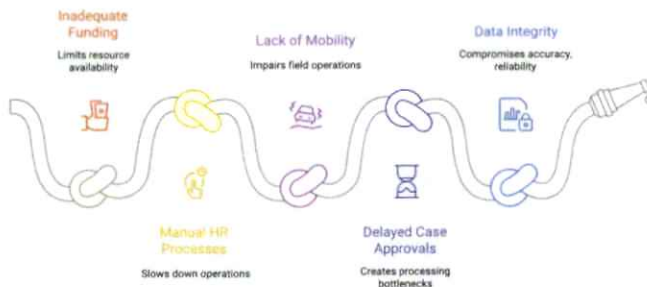 Inadequate
Funding
Limits resource
availability
Manual HR
Processes
Slows down operations
Lack of Mobility
Impairs field operations
Delayed Case
Approvals
Creates processing
bottlenecks
Data Integrity
Compromises accuracy,
reliability